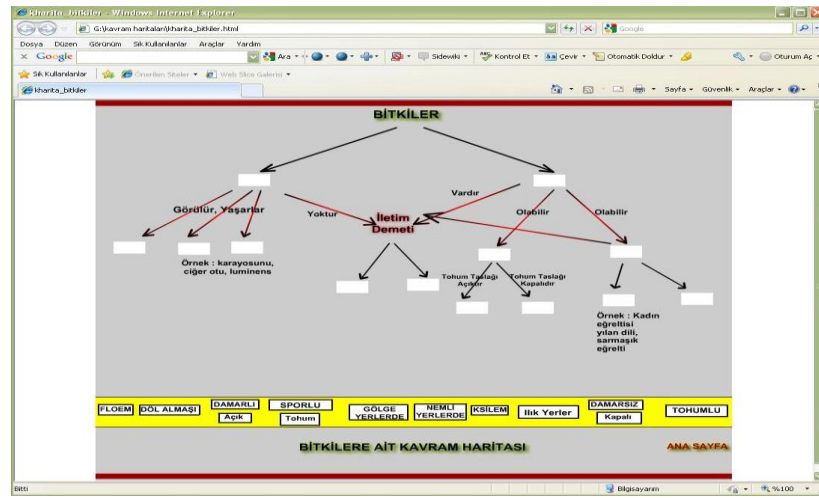 kharita_bitkiler - Windows Internet Explorer
G:\kavram haritaları\kharita_bitkiler.html
Google
Dosya Düzen Görünüm Sık Kullanılanlar Araçlar Yardım
Google Ara Sidewiki Kontrol Et Çevir Otomatik Doldur Oturum Aç
Sık Kullanılanlar Önerilen Siteler Web Slice Galerisi
kharita_bitkiler Sayfa Güvenlik Araçlar
BİTKİLER
Görülür, Yaşarlar
Yoktur
Vardır
İletim
Demeti
Olabilir
Olabilir
Örnek : karayosunu,
ciğer otu, luminens
Tohum Taslağı
Açıktır
Tohum Taslağı
Kapalıdır
Örnek : Kadın
eğreltisi
yılan dili,
sarmaşık
eğrelti
FLOEM
DÖL ALMAŞI
DAMARLI
Açık
SPORLU
Tohum
GÖLGE
YERLERDE
NEMLI
YERLERDE
KSİLEM
Ilık Yerler
DAMARSIZ
Kapalı
TOHUMLU
BİTKİLERE AİT KAVRAM HARİTASI
ANA SAYFA
Bitti
Bilgisayarım
%100